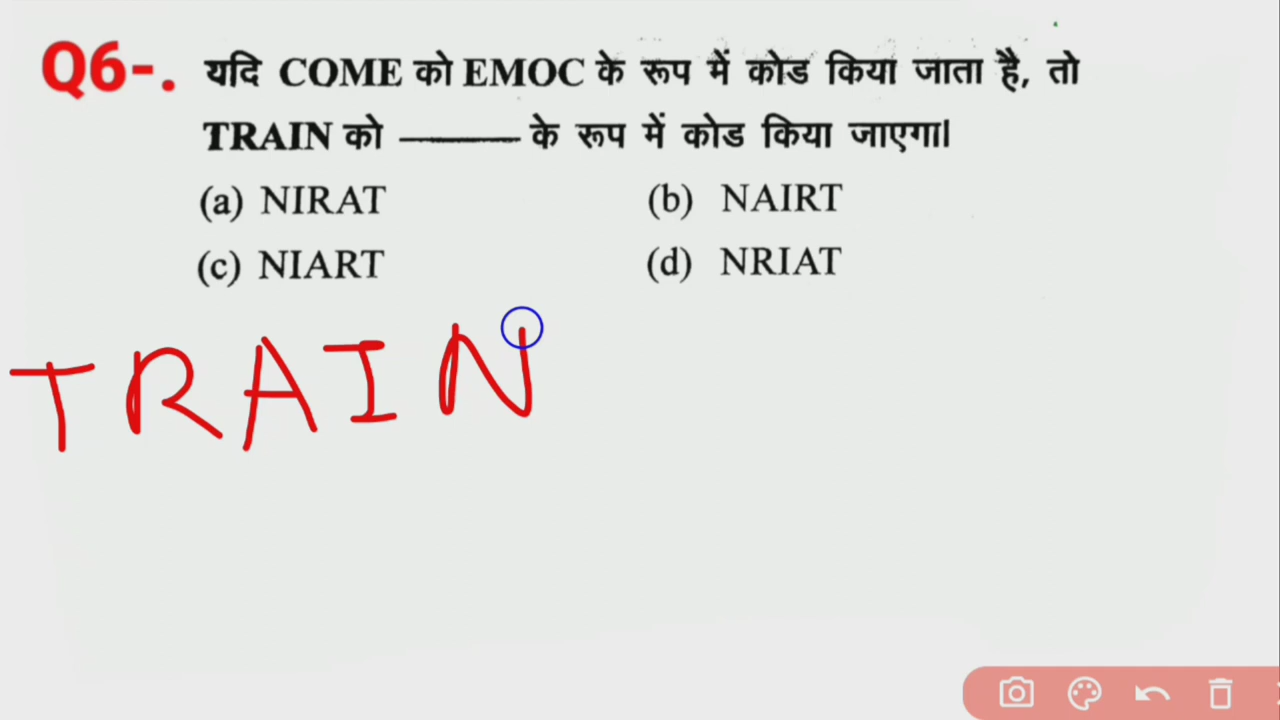 Q6-. यदि COME को EMOC के रूप में कोड किया जाता है, तो
TRAIN को ——— के रूप में कोड किया जाएगा।
(a) NIRAT (b) NAIRT
(c) NIART (d) NRIAT
TRAIN